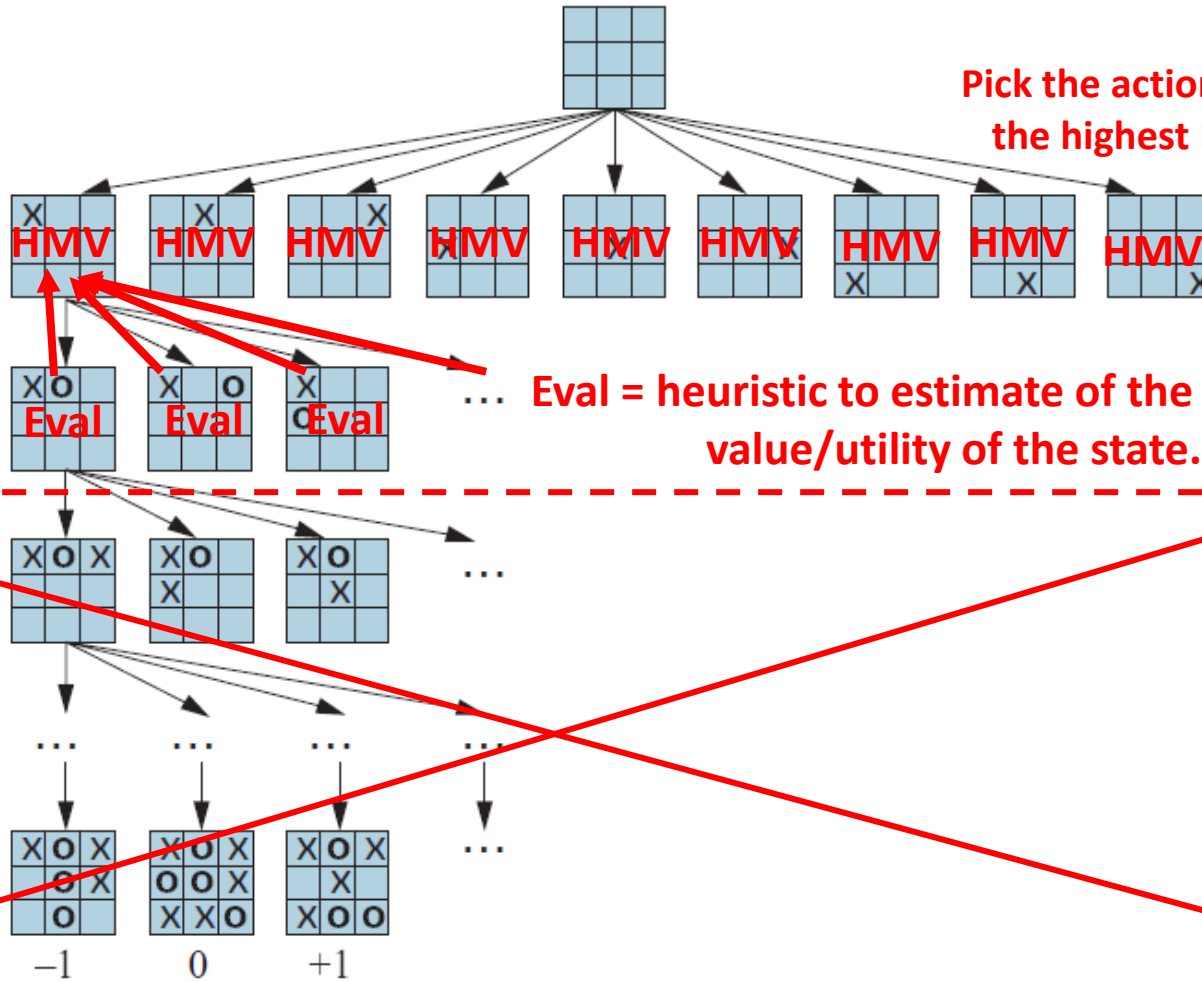 Pick the action
the highest
X X X
HMV HMV HMV HMV HMV HMV HMV HMV HMV
X X X
X X X
X O X O X
Eval Eval O Eval
... Eval = heuristic to estimate of the
value/utility of the state.
X O X X O X O
X X ...
... ... ... ...
X O X X O X X O X ...
O X O O X X
O X X O X O O
–1 0 +1